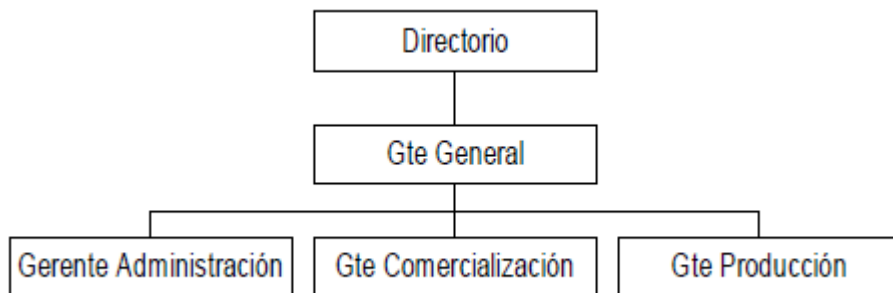 Directorio
Gte General
Gerente Administración
Gte Comercialización
Gte Producción